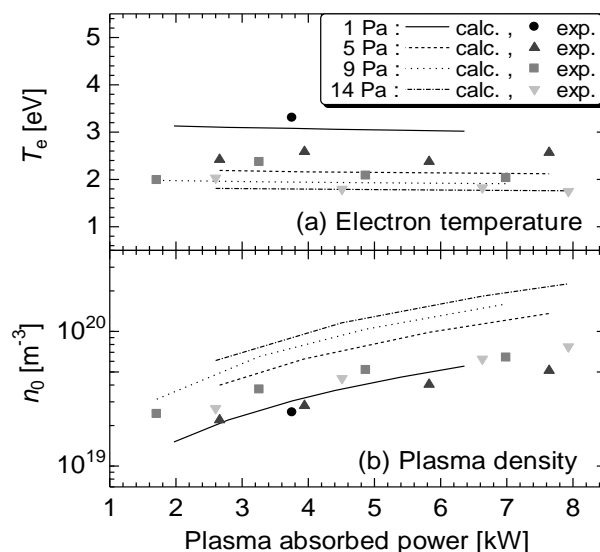 1 Pa : calc. , exp.
5 Pa : calc. , exp.
9 Pa : calc. , exp.
14 Pa : calc. , exp.
5
4
3
2
1
Te [eV]
(a) Electron temperature
10^20
10^19
n0 [m^-3]
(b) Plasma density
1 2 3 4 5 6 7 8
Plasma absorbed power [kW]